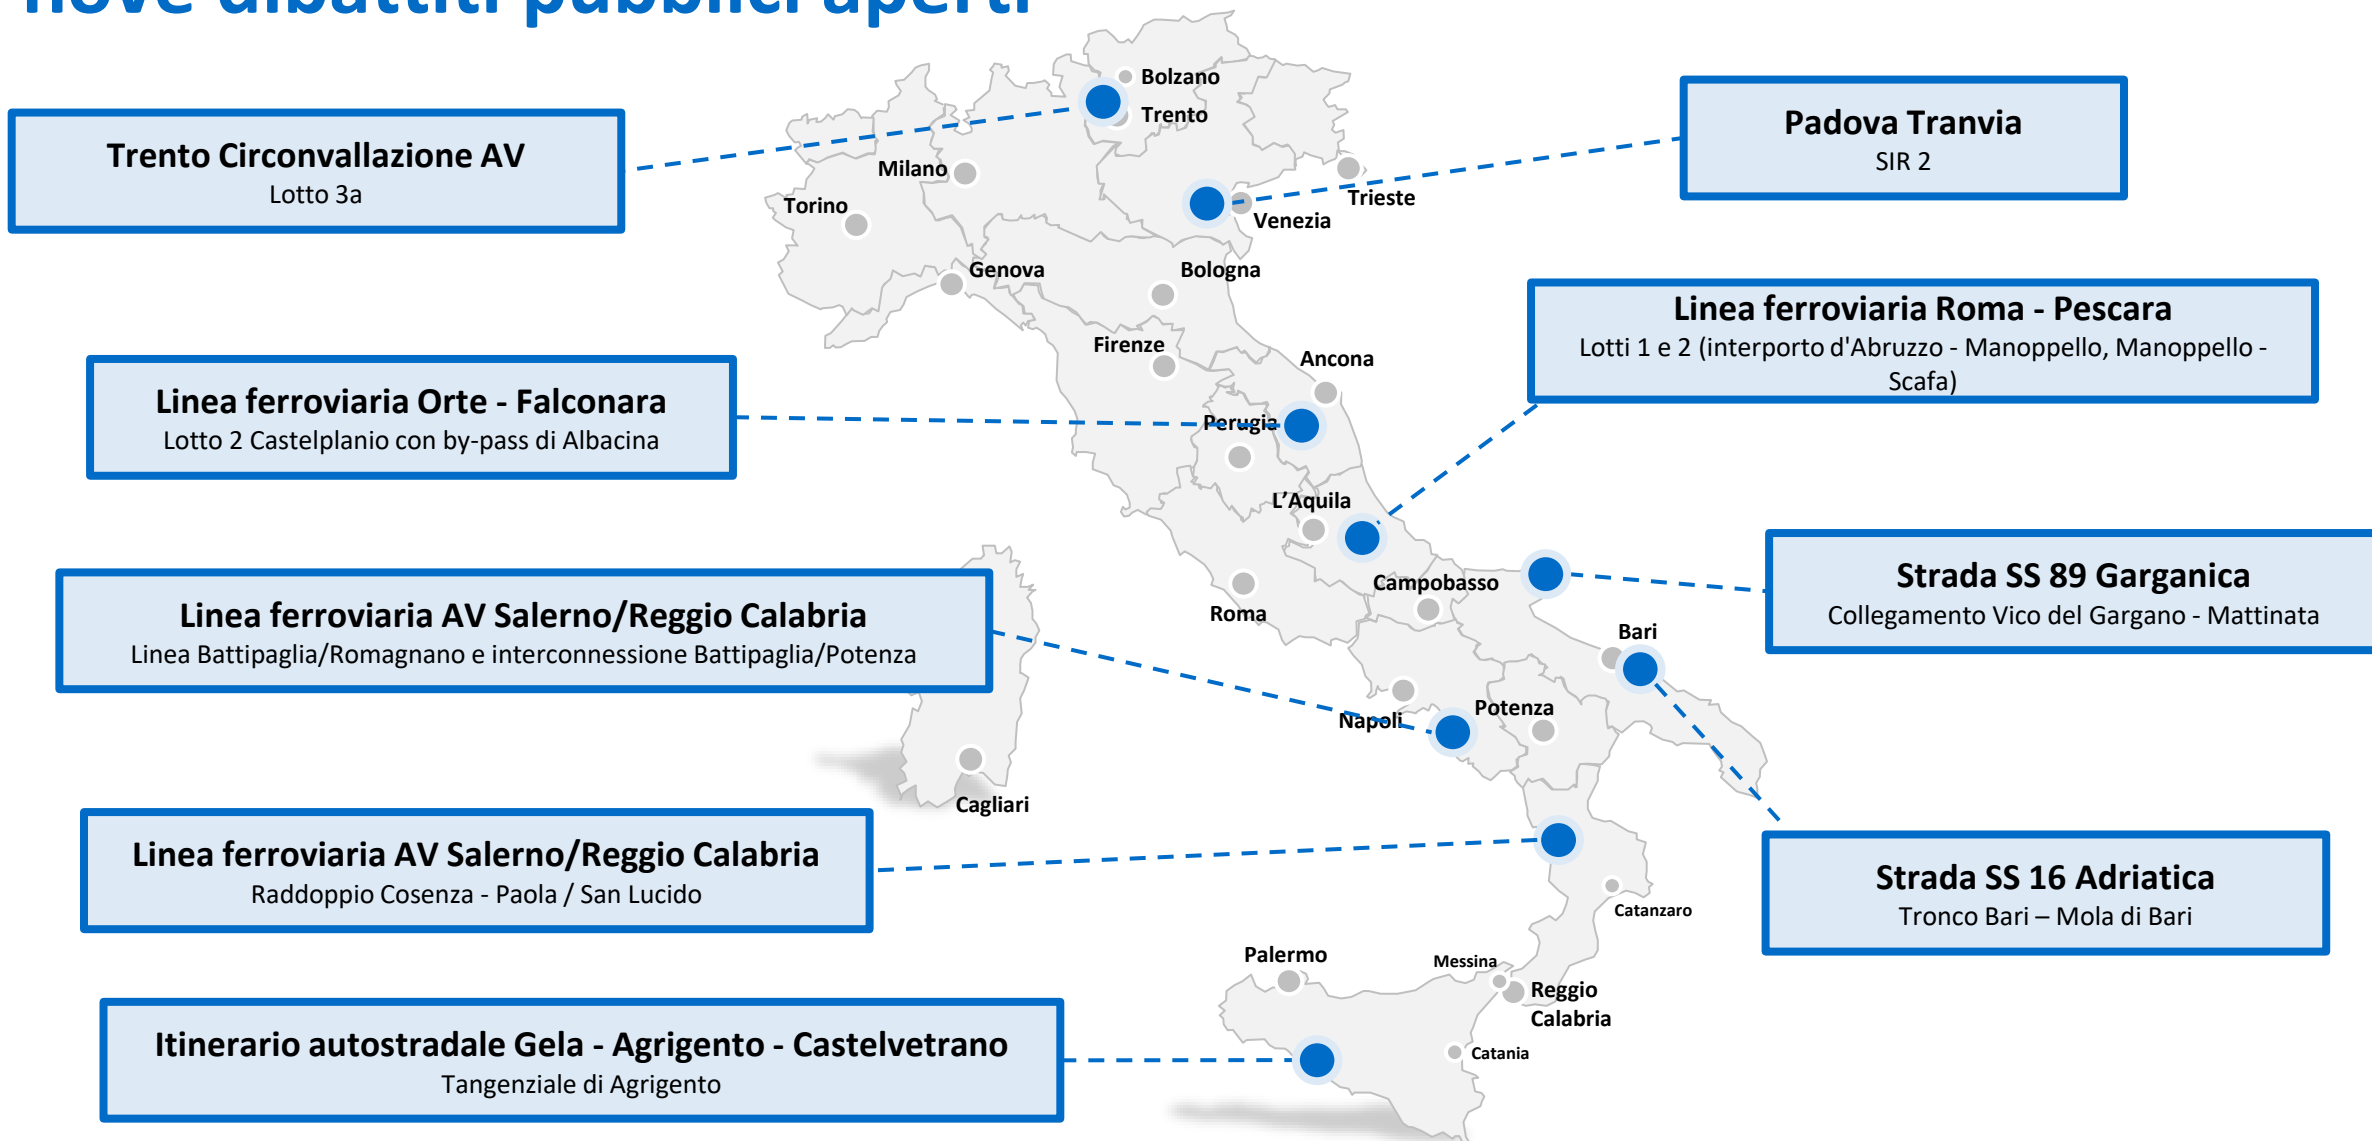 nove dibattiti pubblici aperti
Trento Circonvallazione AV
Lotto 3a
Padova Tranvia
SIR 2
Linea ferroviaria Roma - Pescara
Lotti 1 e 2 (interporto d'Abruzzo - Manoppello, Manoppello -
Scafa)
Linea ferroviaria Orte - Falconara
Lotto 2 Castelplanio con by-pass di Albacina
Linea ferroviaria AV Salerno/Reggio Calabria
Linea Battipaglia/Romagnano e interconnessione Battipaglia/Potenza
Strada SS 89 Garganica
Collegamento Vico del Gargano - Mattinata
Linea ferroviaria AV Salerno/Reggio Calabria
Raddoppio Cosenza - Paola / San Lucido
Strada SS 16 Adriatica
Tronco Bari – Mola di Bari
Itinerario autostradale Gela - Agrigento - Castelvetrano
Tangenziale di Agrigento
Bolzano
Trento
Milano
Torino
Trieste
Venezia
Genova
Bologna
Firenze
Ancona
Perugia
L’Aquila
Roma
Campobasso
Bari
Napoli
Potenza
Cagliari
Catanzaro
Palermo
Messina
Reggio
Calabria
Catania